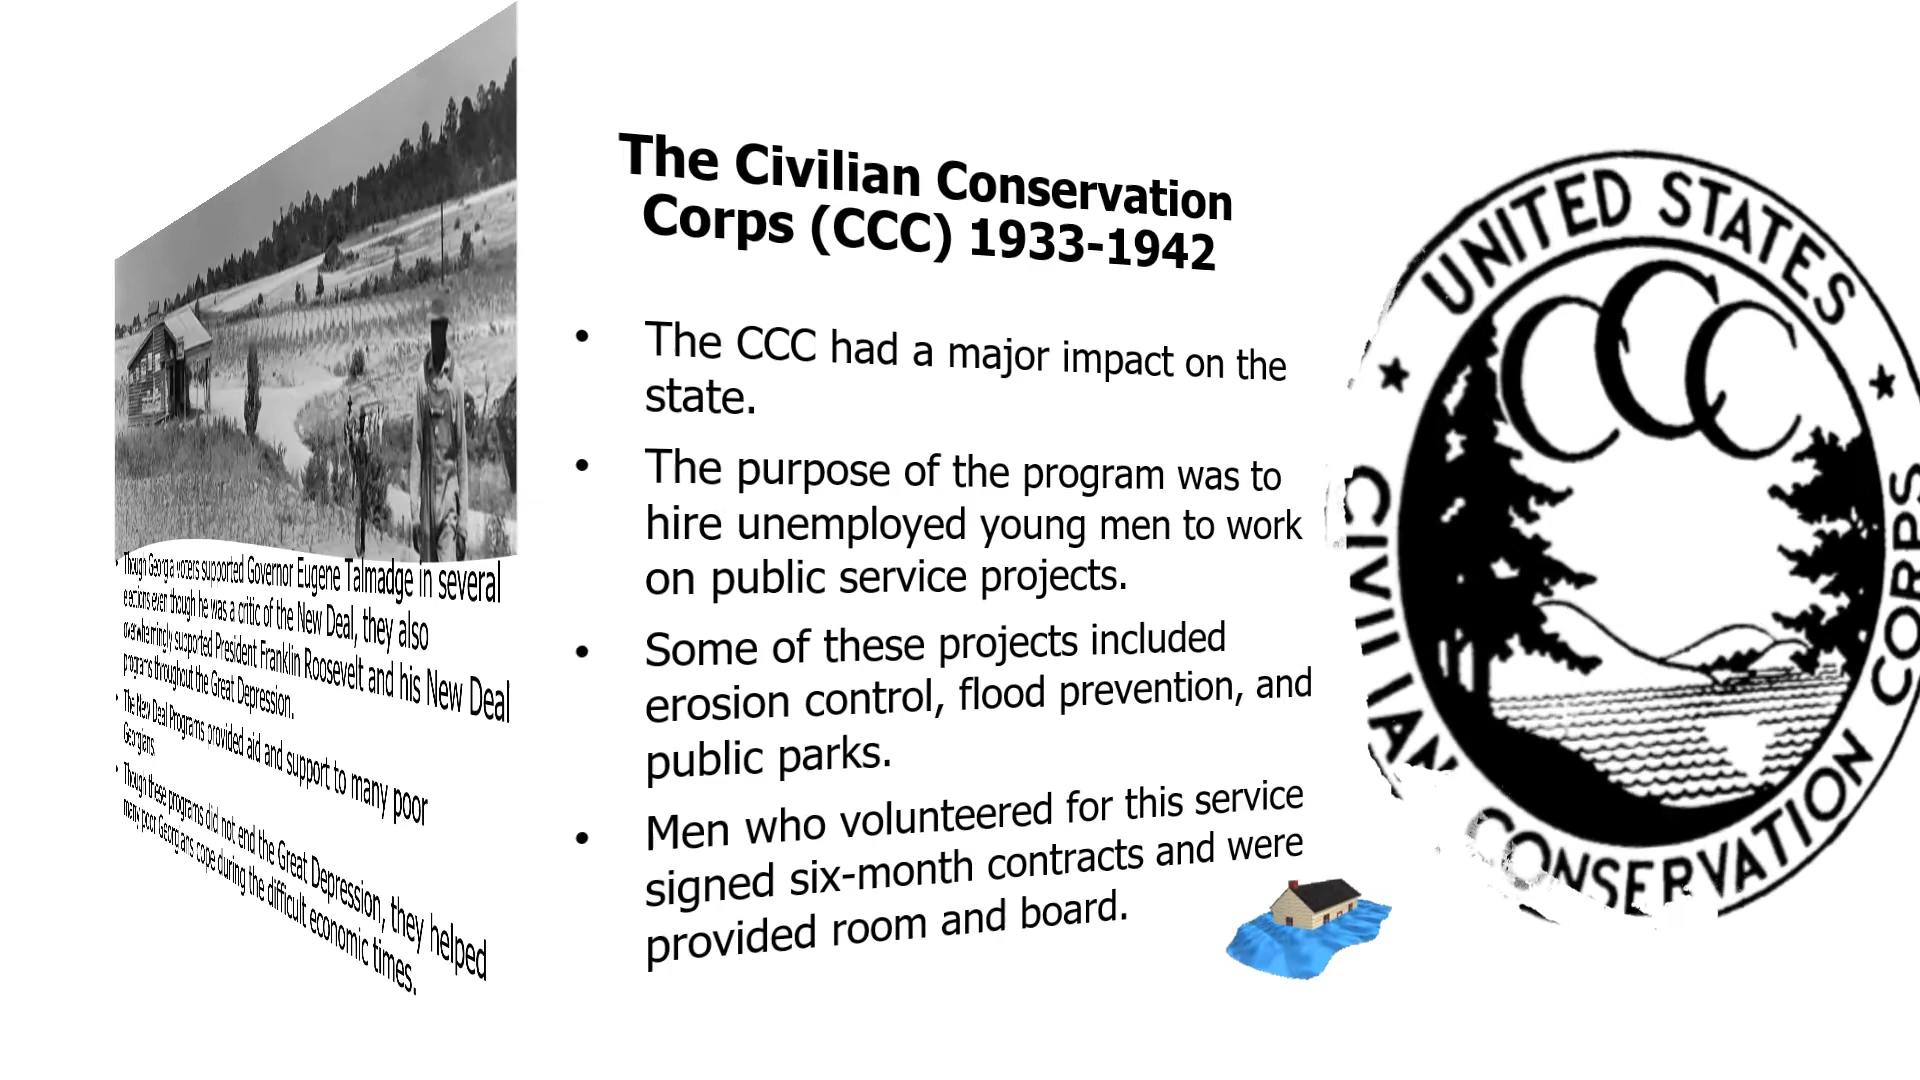 Though Georgia voters supported Governor Eugene Talmadge in several
elections even though he was a critic of the New Deal, they also
overwhelmingly supported President Franklin Roosevelt and his New Deal
programs throughout the Great Depression.
The New Deal Programs provided aid and support to many poor
Georgians.
Though these programs did not end the Great Depression, they helped
many poor Georgians cope during the difficult economic times.
The Civilian Conservation
Corps (CCC) 1933-1942
• The CCC had a major impact on the
state.
• The purpose of the program was to
hire unemployed young men to work
on public service projects.
• Some of these projects included
erosion control, flood prevention, and
public parks.
• Men who volunteered for this service
signed six-month contracts and were
provided room and board.
UNITED STATES
CCC
CIVILIAN CONSERVATION CORPS